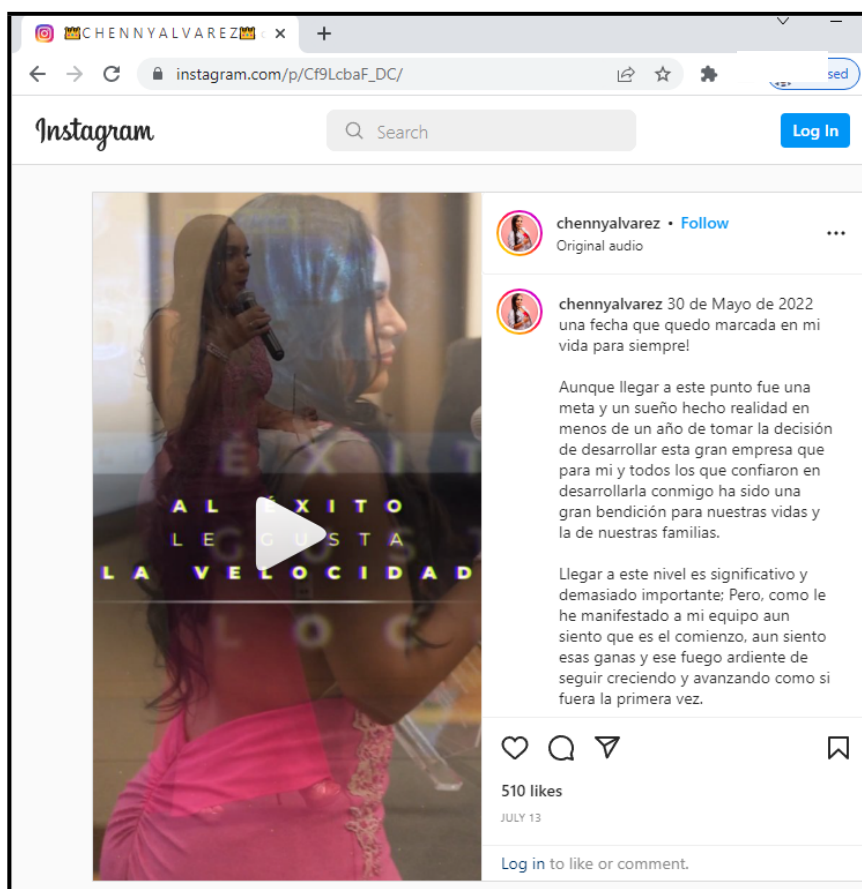 CHENNYALVAREZ
instagram.com/p/Cf9LcbaF_DC/
sed
Instagram
Search
Log In
AL ÉXITO
LE GUSTA
LA VELOCIDAD
chennyalvarez • Follow
Original audio
chennyalvarez 30 de Mayo de 2022
una fecha que quedo marcada en mi
vida para siempre!
Aunque llegar a este punto fue una
meta y un sueño hecho realidad en
menos de un año de tomar la decisión
de desarrollar esta gran empresa que
para mi y todos los que confiaron en
desarrollarla conmigo ha sido una
gran bendición para nuestras vidas y
la de nuestras familias.
Llegar a este nivel es significativo y
demasiado importante; Pero, como le
he manifestado a mi equipo aun
siento que es el comienzo, aun siento
esas ganas y ese fuego ardiente de
seguir creciendo y avanzando como si
fuera la primera vez.
510 likes
JULY 13
Log in to like or comment.